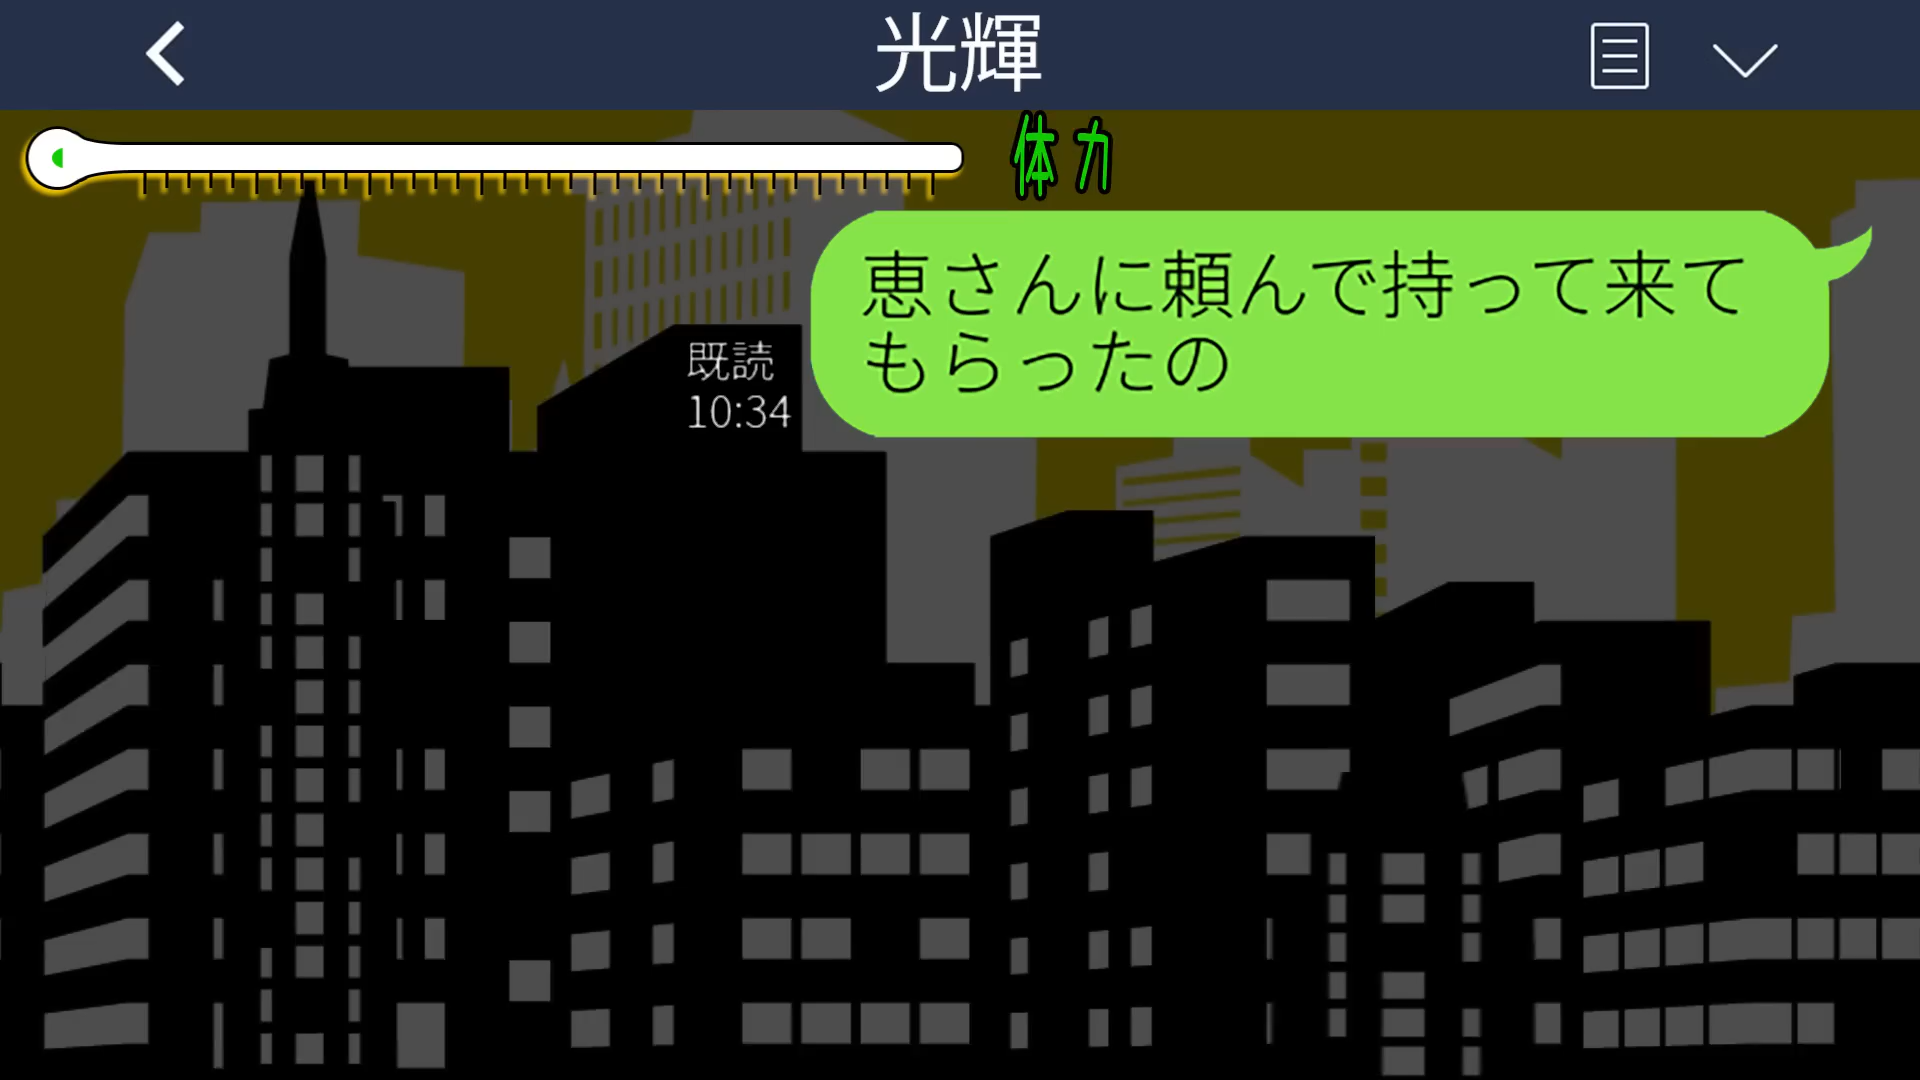 光輝
体力
恵さんに頼んで持って来て
もらったの
既読
10:34